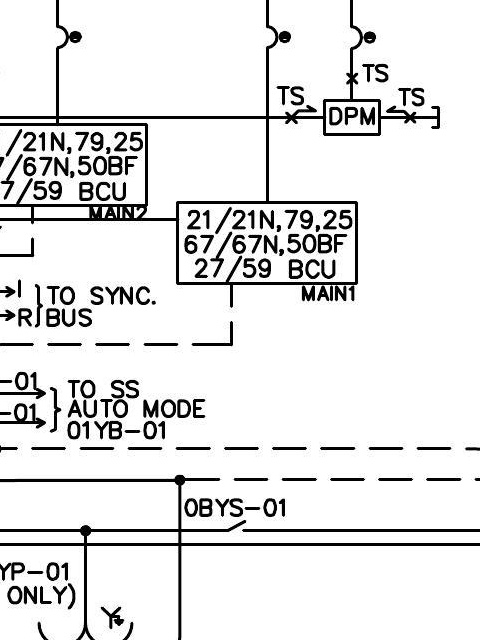 TS
TS
TS
DPM
/21N,79,25
/67N,50BF
7/59 BCU
MAIN2
21/21N,79,25
67/67N,50BF
27/59 BCU
MAIN1
I
TO SYNC.
R
BUS
-01
TO SS
-01
AUTO MODE
01YB-01
0BYS-01
YP-01
ONLY)
Y